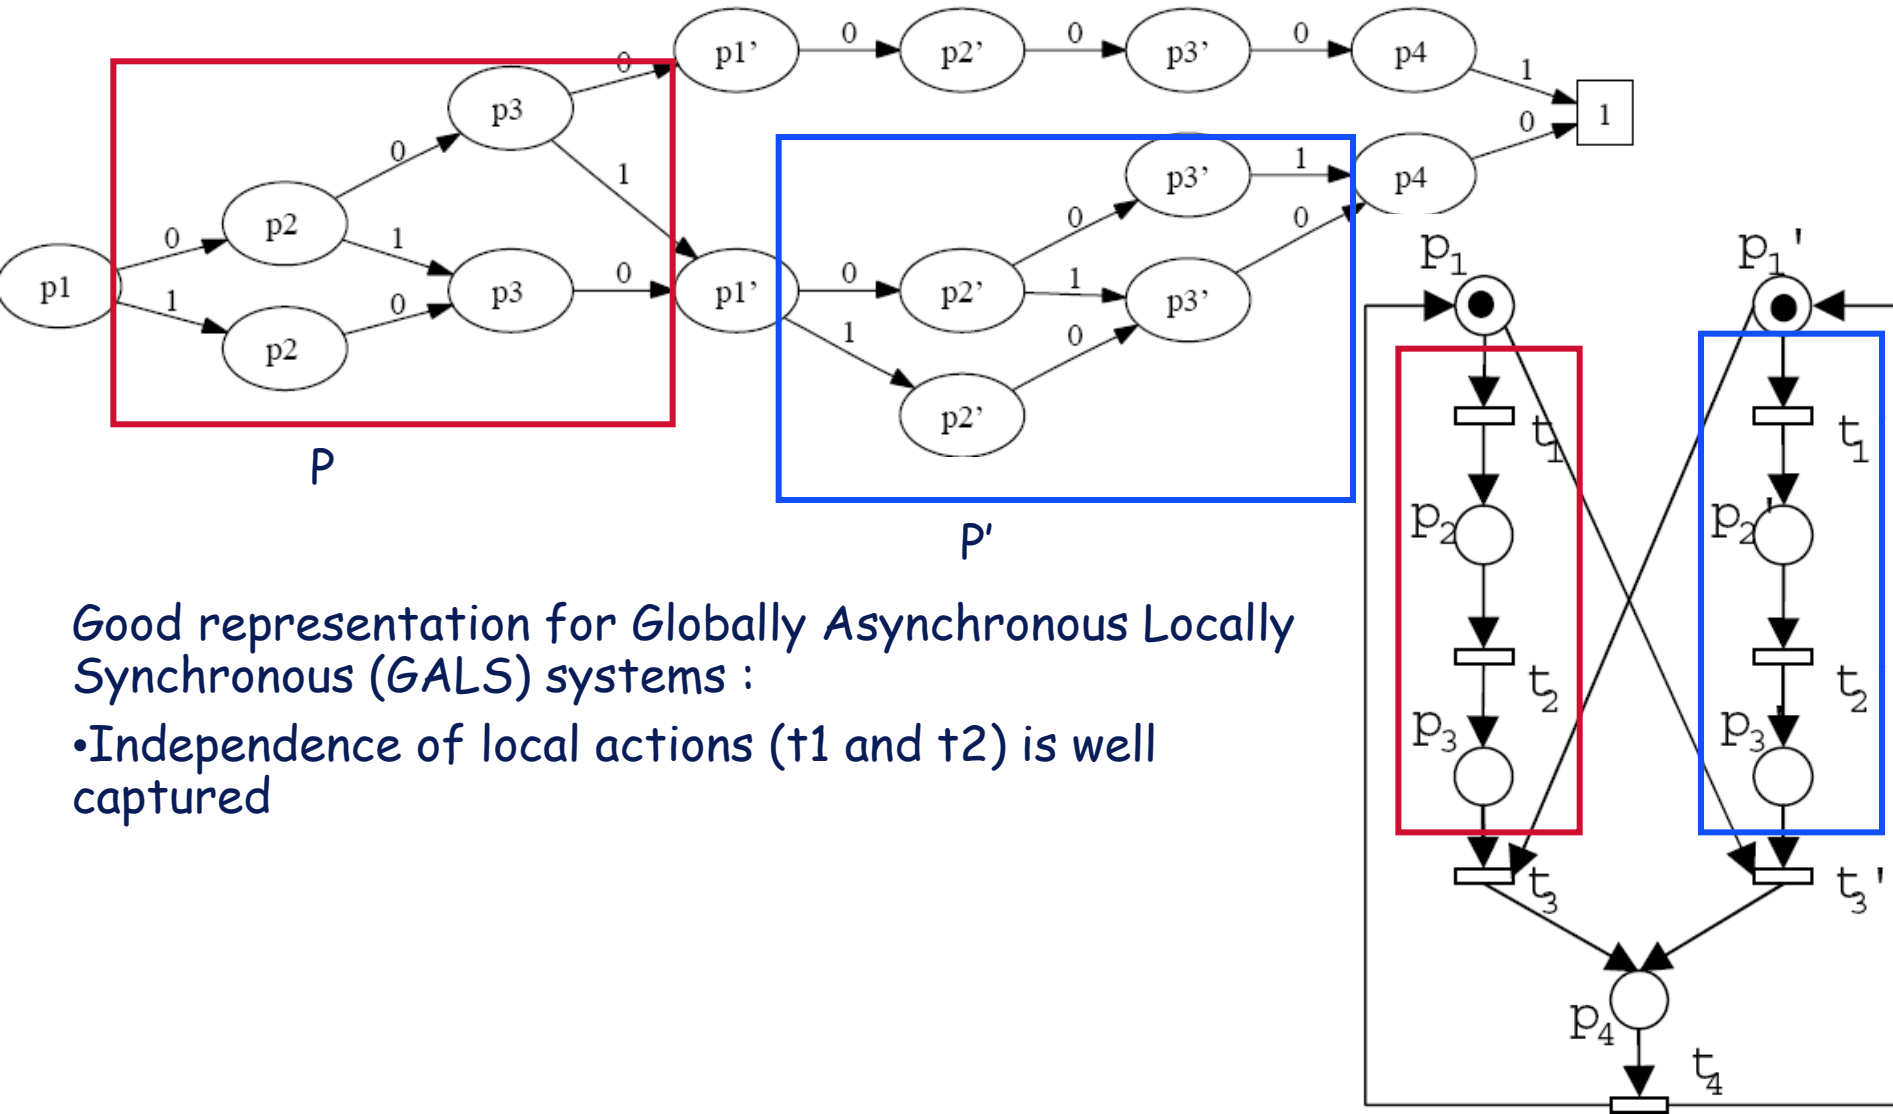 p1’ 0 p2’ 0 p3’ 0 p4 1
0
p3
1
0 1
p3’ 1 p4
0 1
p2 0 0
0 1
p1 p3 0 p1’ 0 p2’ 1 p3’
1 0
p2 1 0
p2’
P
P’
Good representation for Globally Asynchronous Locally
Synchronous (GALS) systems :
•Independence of local actions (t1 and t2) is well
captured
p1 p1'
t1 t1
p2 p2'
t2 t2
p3 p3'
t3 t3'
p4
t4